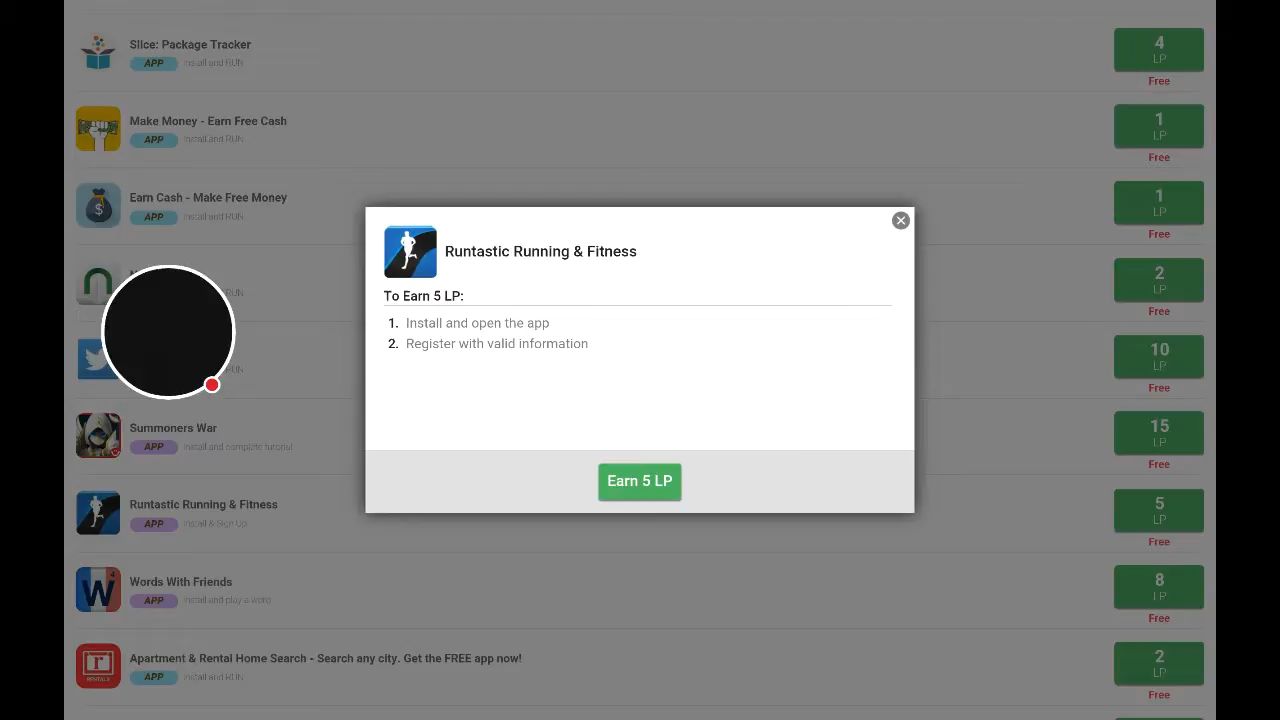 Slice: Package Tracker
APP Install and RUN
4
LP
Free
Make Money - Earn Free Cash
APP Install and RUN
1
LP
Free
Earn Cash - Make Free Money
APP Install and RUN
1
LP
Free
RUN
2
LP
Free
RUN
10
LP
Free
Runtastic Running & Fitness
To Earn 5 LP:
1. Install and open the app
2. Register with valid information
Earn 5 LP
Summoners War
APP Install and complete tutorial
15
LP
Free
Runtastic Running & Fitness
APP Install & Sign Up
5
LP
Free
W
Words With Friends
APP Install and play a word
8
LP
Free
r
RENTALS
Apartment & Rental Home Search - Search any city. Get the FREE app now!
APP Install and RUN
2
LP
Free